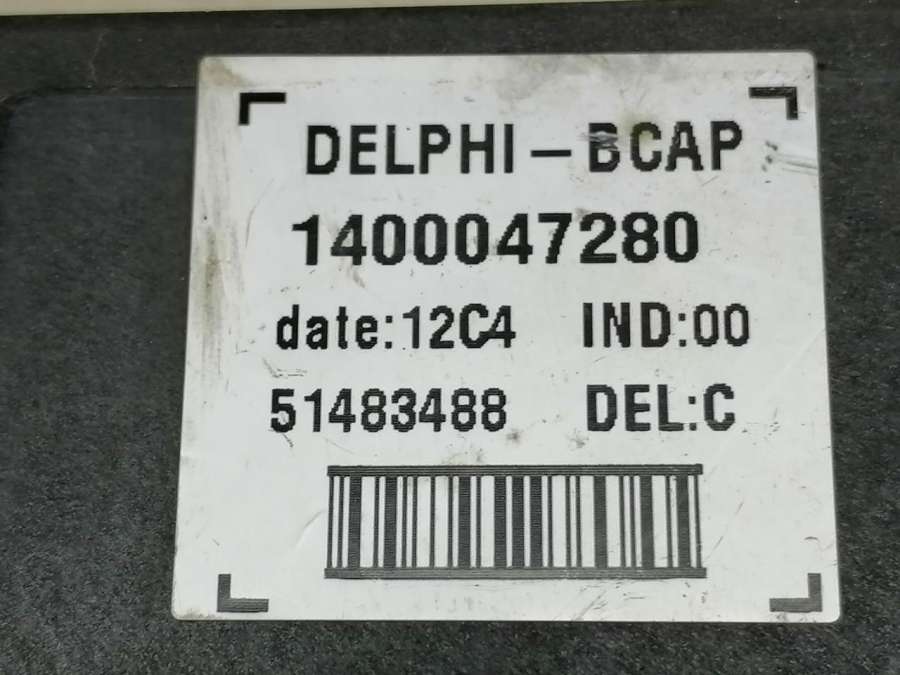 DELPHI - BCAP
1400047280
date:12C4 IND:00
51483488 DEL:C